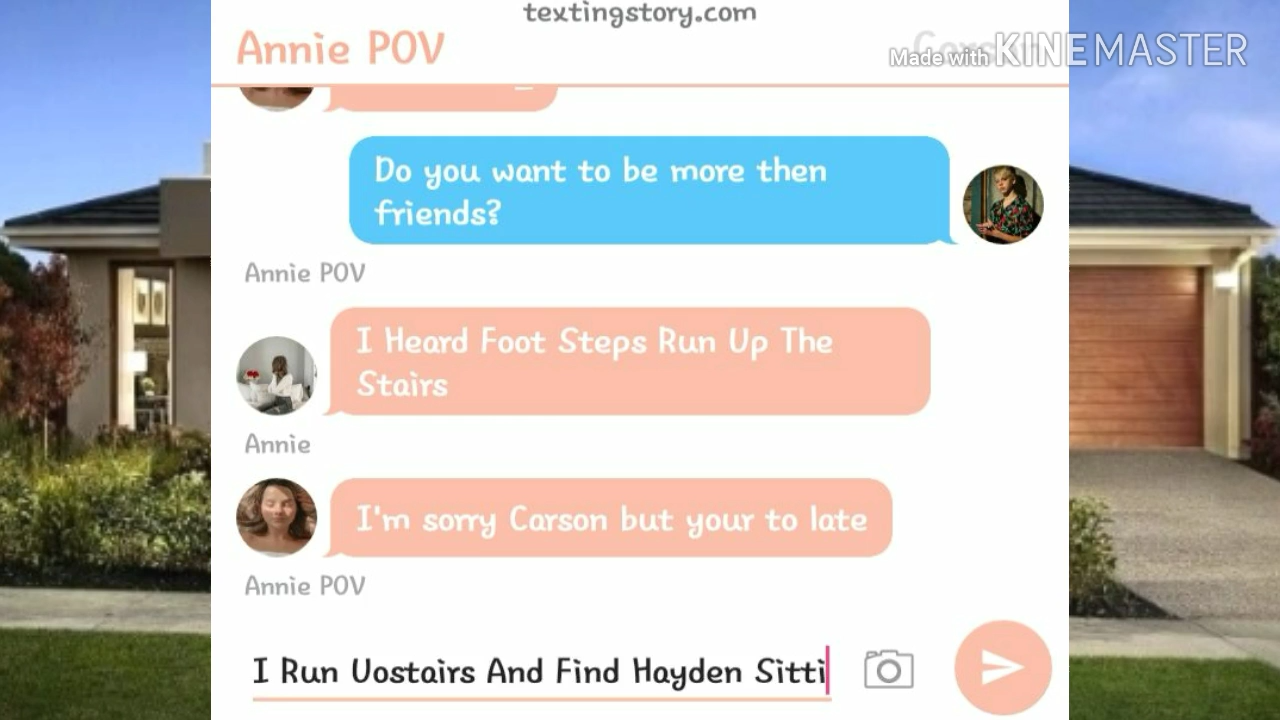 textingstory.com
Annie POV
Made with KINEMASTER
Do you want to be more then
friends?
Annie POV
I Heard Foot Steps Run Up The
Stairs
Annie
I'm sorry Carson but your to late
Annie POV
I Run Uostairs And Find Hayden Sitti